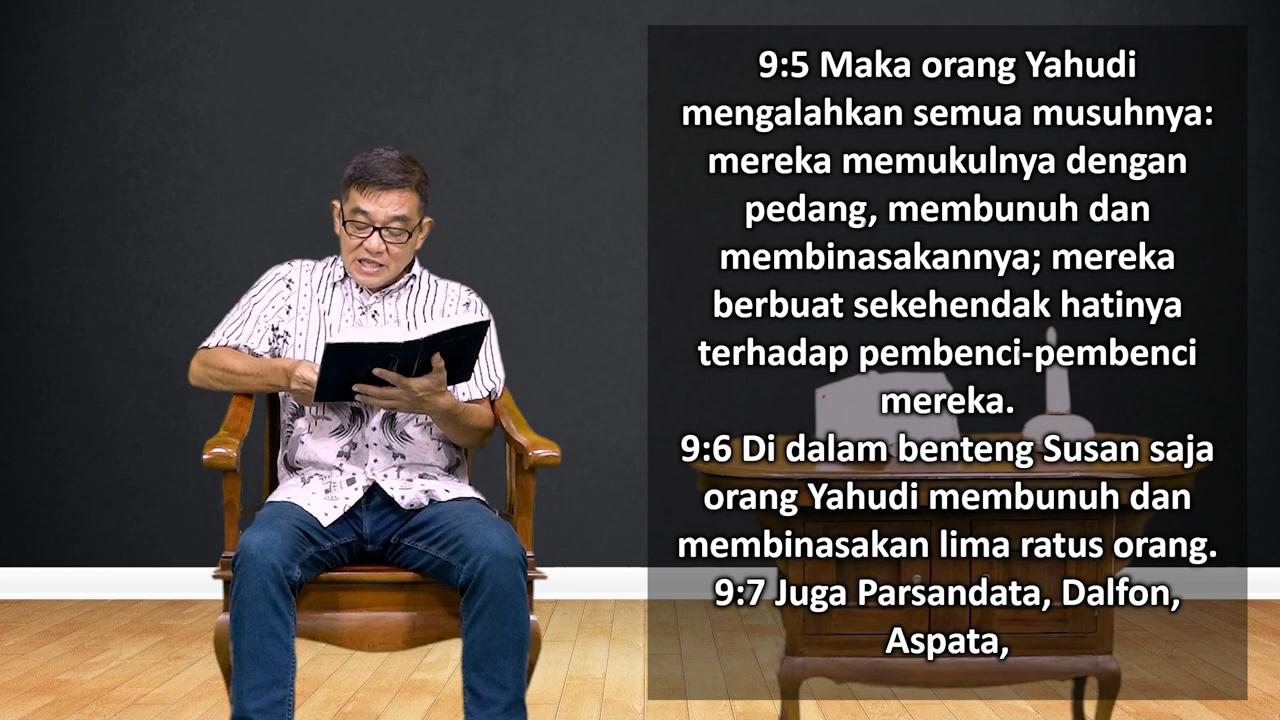 9:5 Maka orang Yahudi
mengalahkan semua musuhnya:
mereka memukulnya dengan
pedang, membunuh dan
membinasakannya; mereka
berbuat sekehendak hatinya
terhadap pembenci-pembenci
mereka.
9:6 Di dalam benteng Susan saja
orang Yahudi membunuh dan
membinasakan lima ratus orang.
9:7 Juga Parsandata, Dalfon,
Aspata,